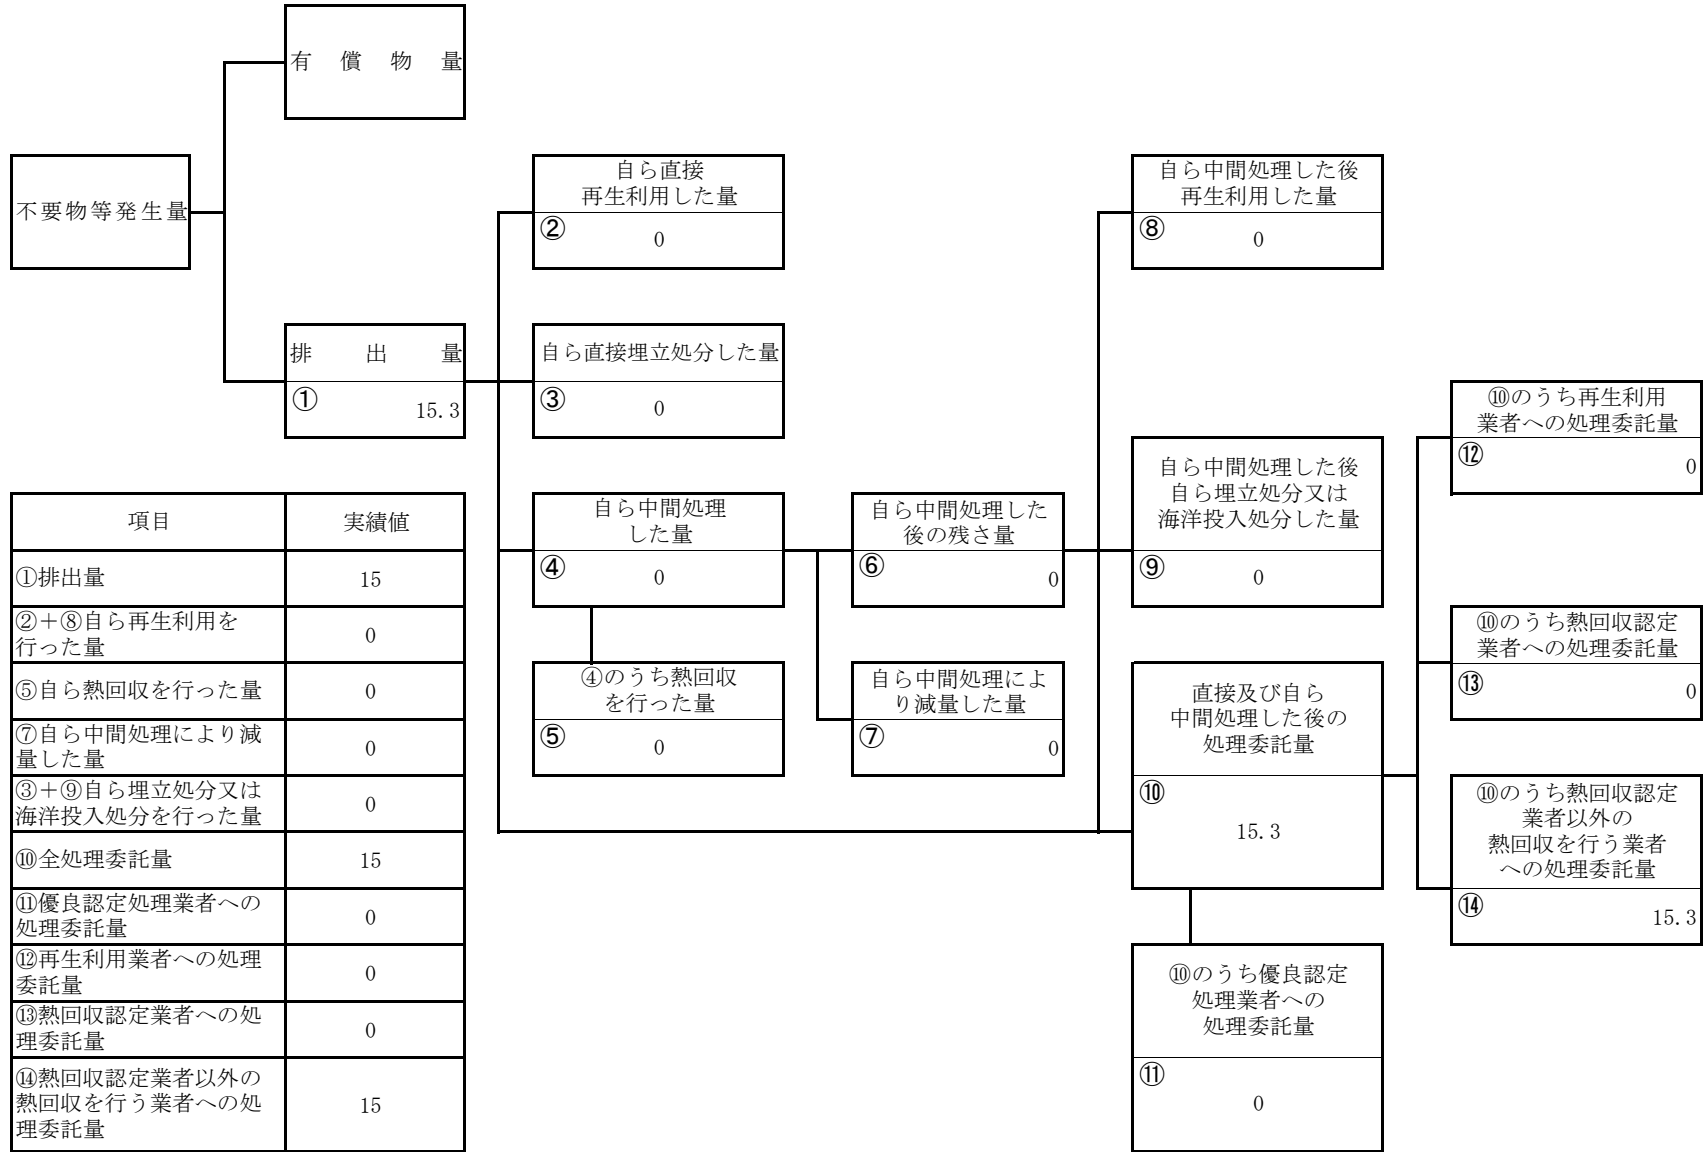 有償物量
不要物等発生量
排出量
①
15.3
自ら直接
再生利用した量
②
0
自ら直接埋立処分した量
③
0
自ら中間処理
した量
④
0
④のうち熱回収
を行った量
⑤
0
自ら中間処理した
後の残さ量
⑥
0
自ら中間処理によ
り減量した量
⑦
0
自ら中間処理した後
再生利用した量
⑧
0
自ら中間処理した後
自ら埋立処分又は
海洋投入処分した量
⑨
0
直接及び自ら
中間処理した後の
処理委託量
⑩
15.3
⑩のうち優良認定
処理業者への
処理委託量
⑪
0
⑩のうち再生利用
業者への処理委託量
⑫
0
⑩のうち熱回収認定
業者への処理委託量
⑬
0
⑩のうち熱回収認定
業者以外の
熱回収を行う業者
への処理委託量
⑭
15.3
項目 実績値
①排出量 15
②＋⑧自ら再生利用を
行った量 0
⑤自ら熱回収を行った量 0
⑦自ら中間処理により減
量した量 0
③＋⑨自ら埋立処分又は
海洋投入処分を行った量 0
⑩全処理委託量 15
⑪優良認定処理業者への
処理委託量 0
⑫再生利用業者への処理
委託量 0
⑬熱回収認定業者への処
理委託量 0
⑭熱回収認定業者以外の
熱回収を行う業者への処
理委託量 15